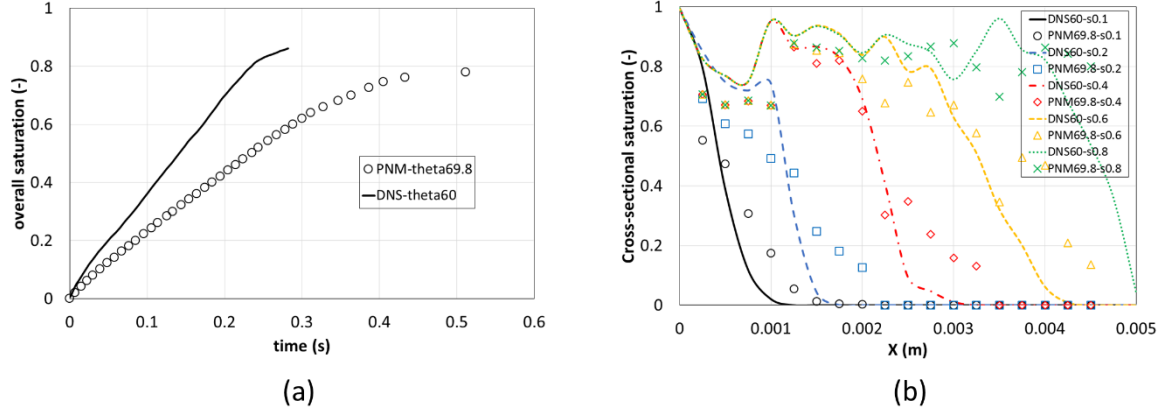 overall saturation (-)
1
0.8
0.6
0.4
0.2
0
0
0.1
0.2
0.3
0.4
0.5
0.6
time (s)
PNM-theta69.8
DNS-theta60
(a)
Cross-sectional saturation (-)
1
0.8
0.6
0.4
0.2
0
0
0.001
0.002
0.003
0.004
0.005
X (m)
DNS60-s0.1
PNM69.8-s0.1
DNS60-s0.2
PNM69.8-s0.2
DNS60-s0.4
PNM69.8-s0.4
DNS60-s0.6
PNM69.8-s0.6
DNS60-s0.8
PNM69.8-s0.8
(b)